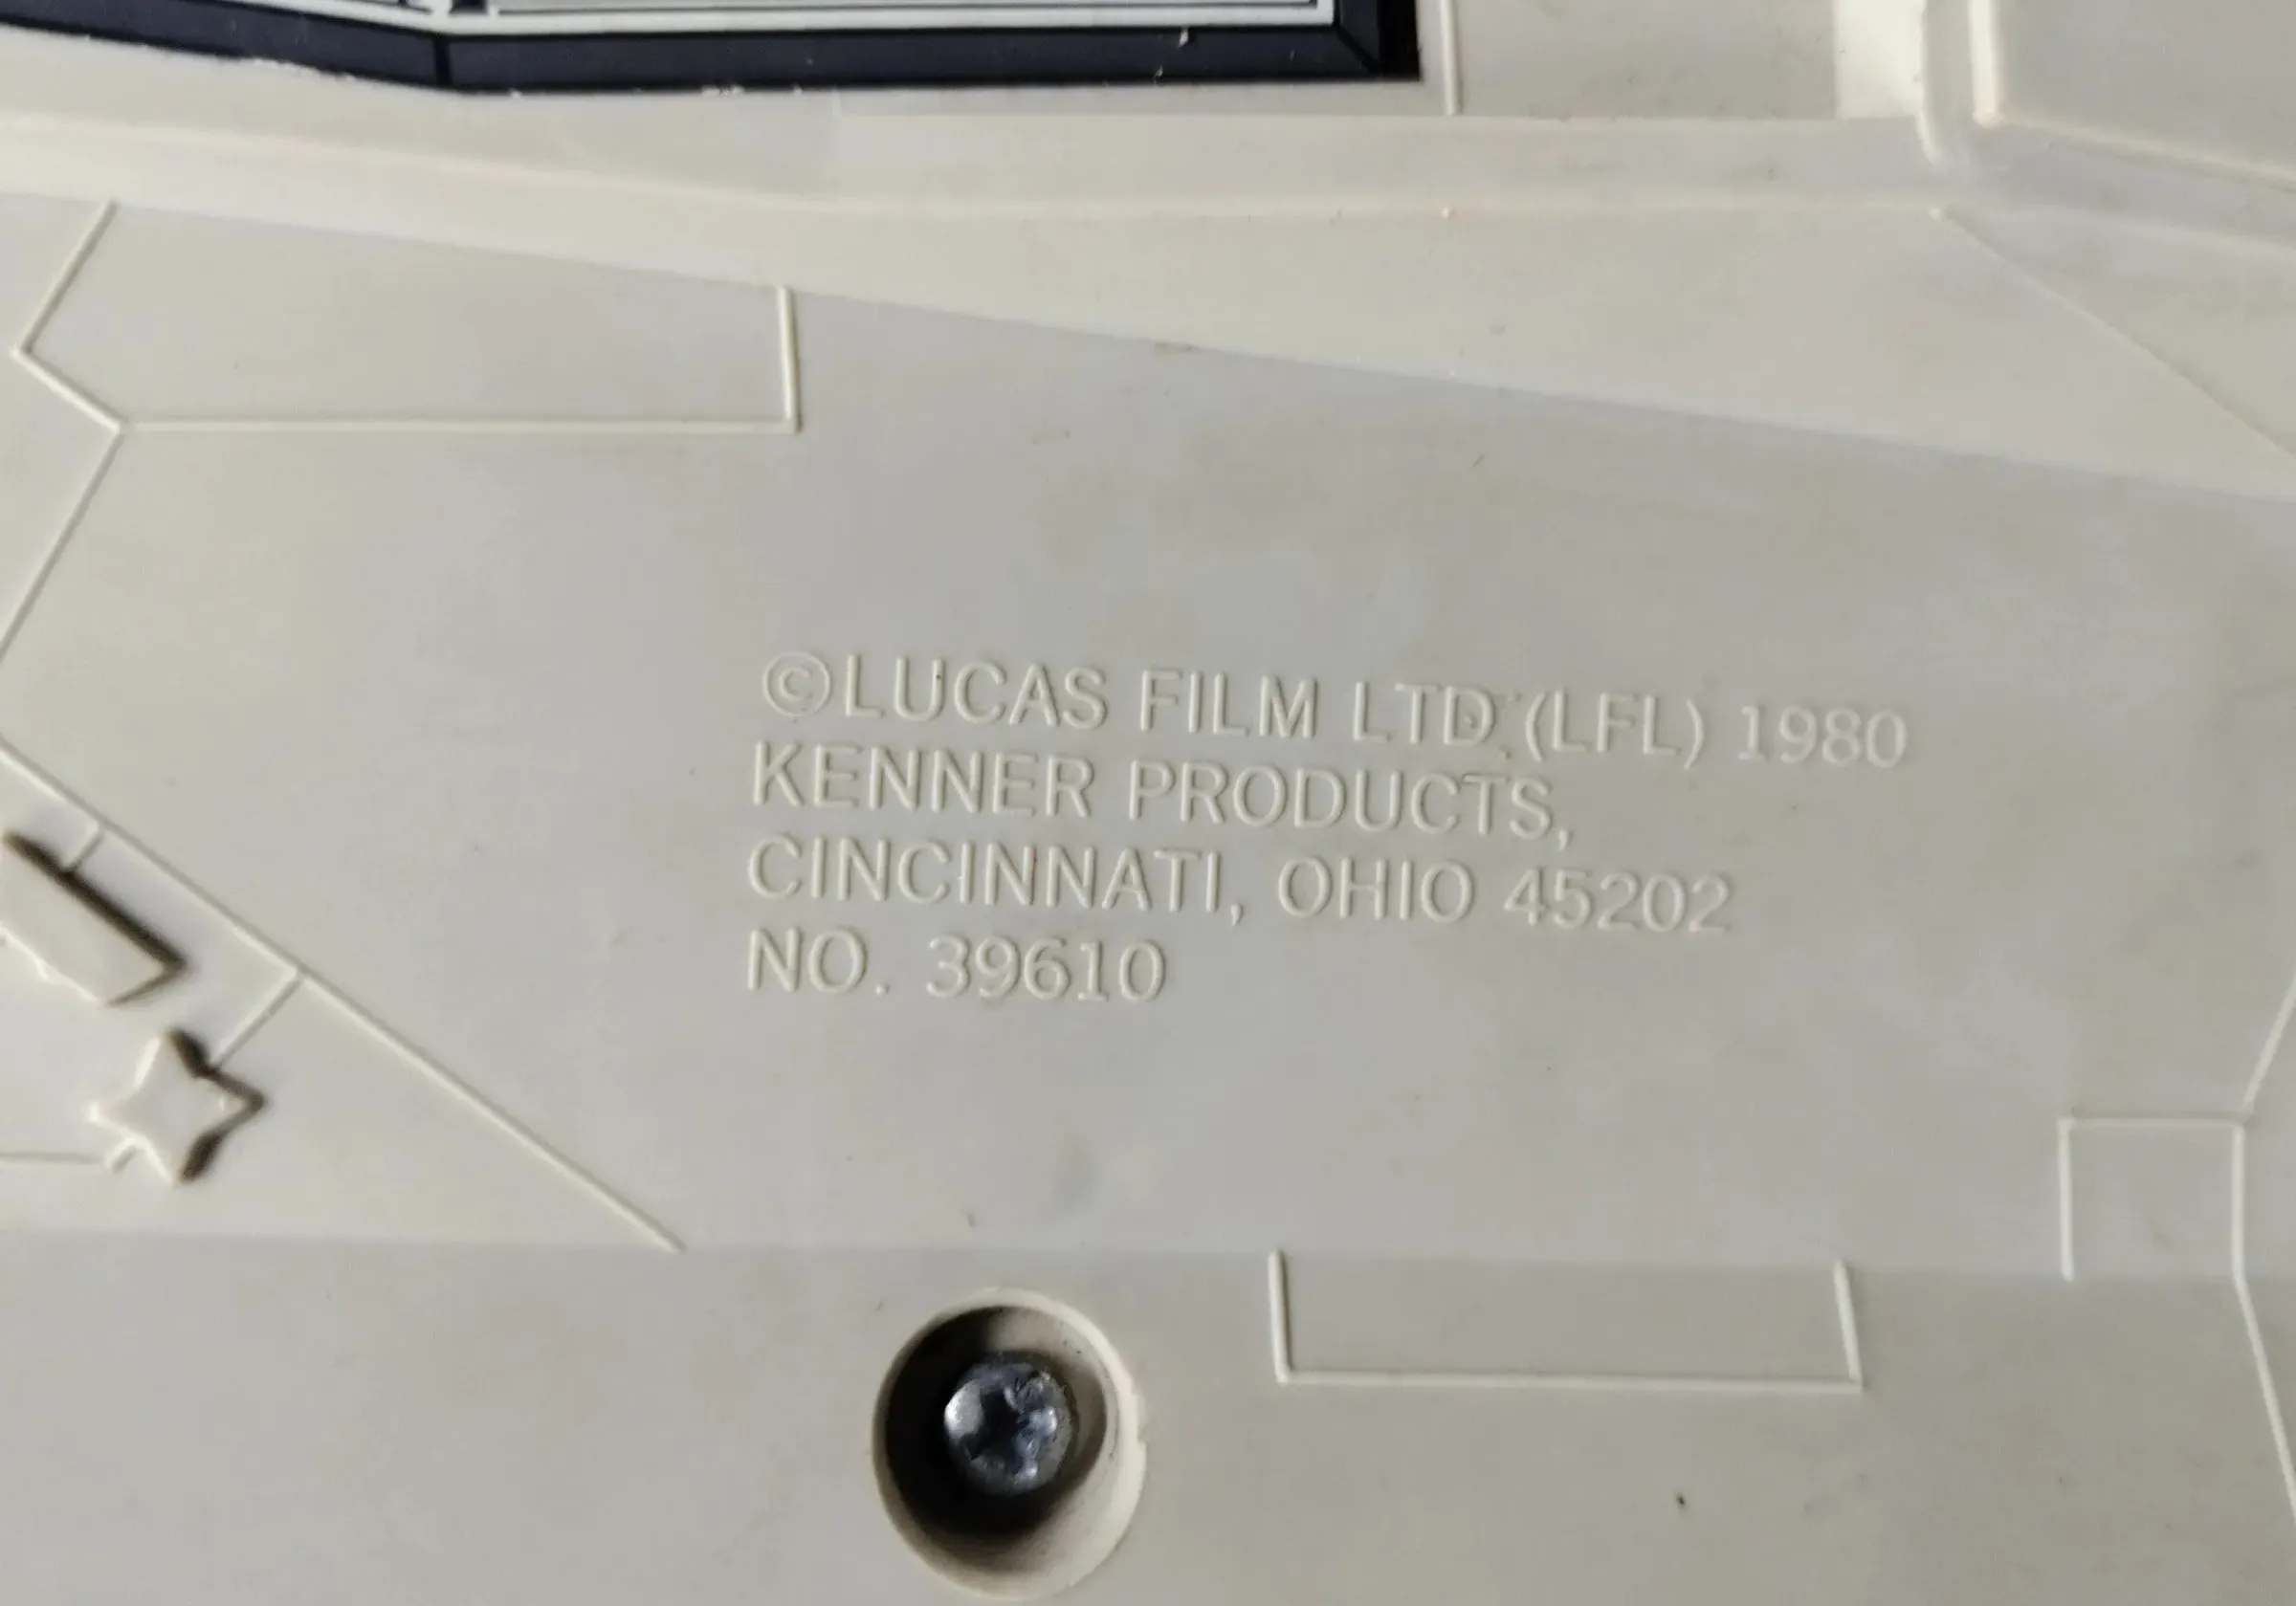 ©LUCAS FILM LTD. (LFL) 1980
KENNER PRODUCTS,
CINCINNATI, OHIO 45202
NO. 39610